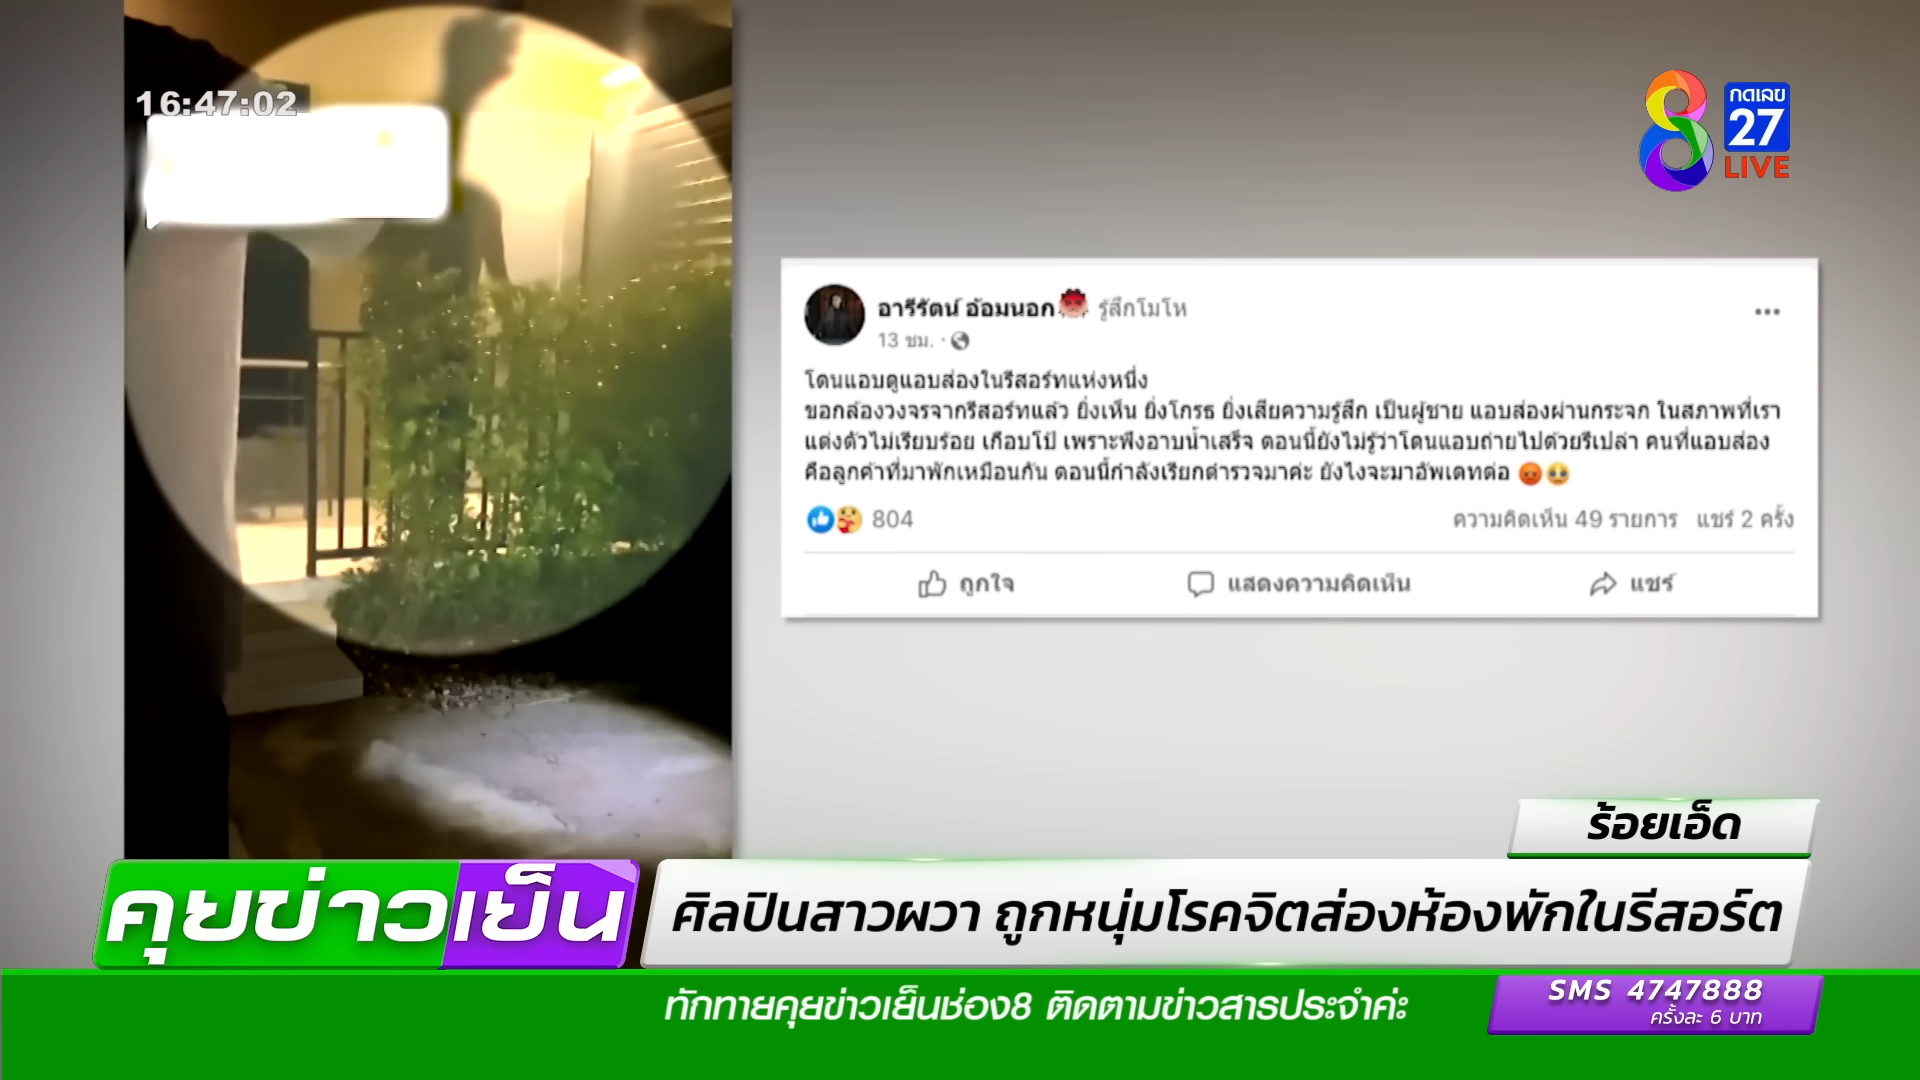 16:47:02
กดเลข
27
LIVE
อารีรัตน์ อ้อมนอก รู้สึกโมโห
13 ชม.
โดนแอบดูแอบส่องในรีสอร์ทแห่งหนึ่ง
ขอกล้องวงจรจากรีสอร์ทแล้ว ยิ่งเห็น ยิ่งโกรธ ยิ่งเสียความรู้สึก เป็นผู้ชาย แอบส่องผ่านกระจก ในสภาพที่เรา
แต่งตัวไม่เรียบร้อย เกือบโป๊ เพราะพึ่งอาบน้ำเสร็จ ตอนนี้ยังไม่รู้ว่าโดนแอบถ่ายไปด้วยรึเปล่า คนที่แอบส่อง
คือลูกค้าที่มาพักเหมือนกัน ตอนนี้กำลังเรียกตำรวจมาค่ะ ยังไงจะมาอัพเดทต่อ 😡🥺
804 ความคิดเห็น 49 รายการ แชร์ 2 ครั้ง
ถูกใจ แสดงความคิดเห็น แชร์
ร้อยเอ็ด
คุยข่าวเย็น
ศิลปินสาวผวา ถูกหนุ่มโรคจิตส่องห้องพักในรีสอร์ต
ทักทายคุยข่าวเย็นช่อง8 ติดตามข่าวสารประจำค่ะ
SMS 4747888
ครั้งละ 6 บาท